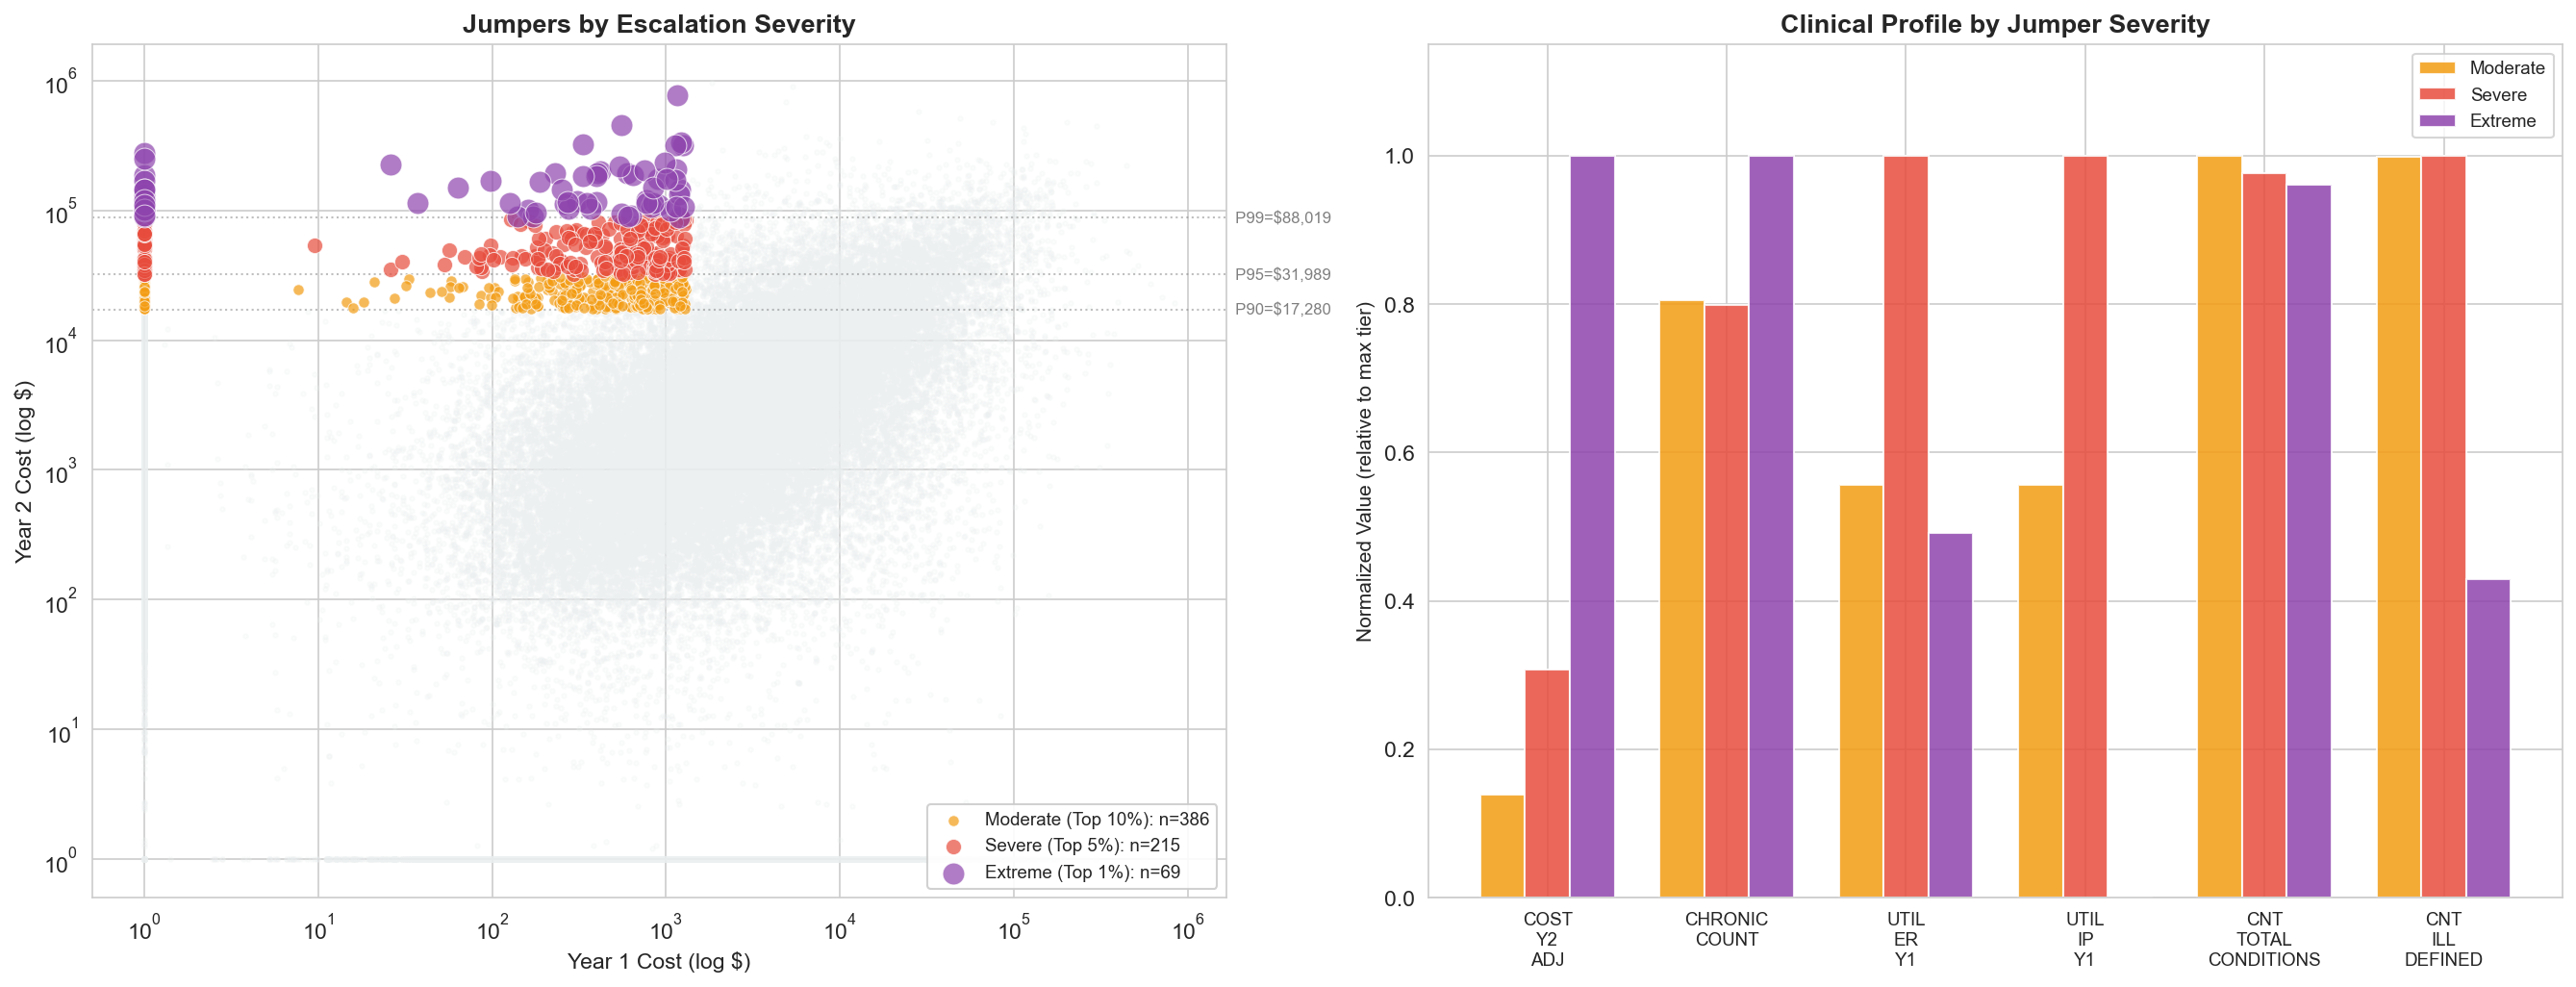 Jumpers by Escalation Severity
Year 2 Cost (log $)
10^6
10^5
10^4
10^3
10^2
10^1
10^0
P99=$88,019
P95=$31,989
P90=$17,280
Moderate (Top 10%): n=386
Severe (Top 5%): n=215
Extreme (Top 1%): n=69
10^0 10^1 10^2 10^3 10^4 10^5 10^6
Year 1 Cost (log $)
Clinical Profile by Jumper Severity
Moderate
Severe
Extreme
Normalized Value (relative to max tier)
1.0
0.8
0.6
0.4
0.2
0.0
COST
Y2
ADJ
CHRONIC
COUNT
UTIL
ER
Y1
UTIL
IP
Y1
CNT
TOTAL
CONDITIONS
CNT
ILL
DEFINED